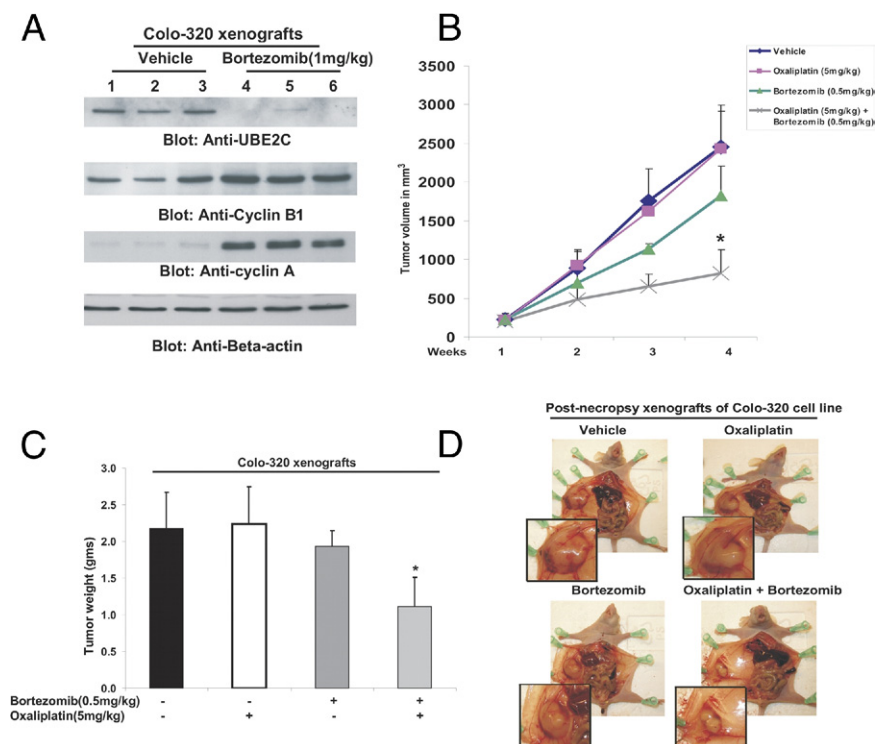 A
Colo-320 xenografts
Vehicle Bortezomib(1mg/kg)
1 2 3 4 5 6
Blot: Anti-UBE2C
Blot: Anti-Cyclin B1
Blot: Anti-cyclin A
Blot: Anti-Beta-actin
B
Vehicle
Oxaliplatin (5mg/kg)
Bortezomib (0.5mg/kg)
Oxaliplatin (5mg/kg) +
Bortezomib (0.5mg/kg)
Tumor volume in mm3
3500
3000
2500
2000
1500
1000
500
0
*
Weeks 1 2 3 4
C
Colo-320 xenografts
Tumor weight (gms)
3.0
2.5
2.0
1.5
1.0
0.5
0.0
*
Bortezomib(0.5mg/kg) - - + +
Oxaliplatin(5mg/kg) - + - +
D
Post-necropsy xenografts of Colo-320 cell line
Vehicle Oxaliplatin
Bortezomib Oxaliplatin + Bortezomib